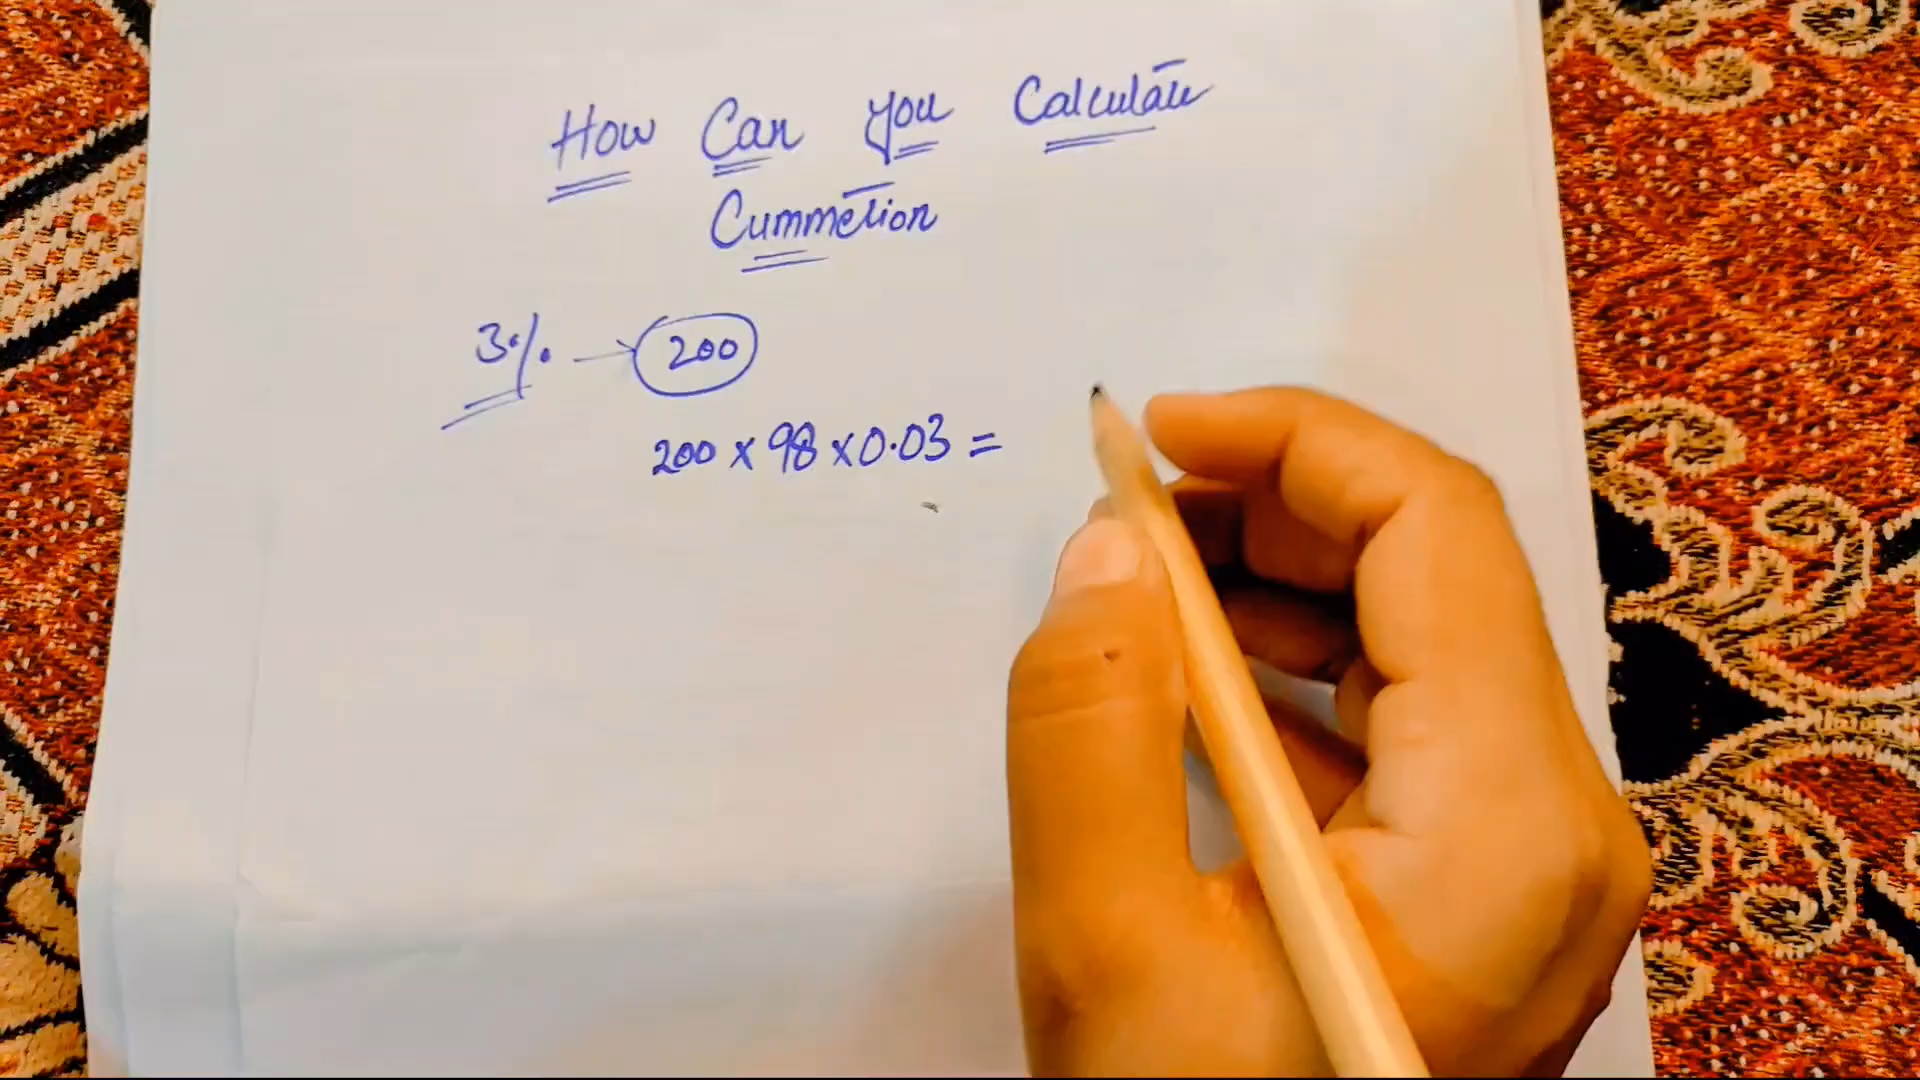 How Can you Calculate
Cummetion
3% → 200
200 x 98 x 0.03 =